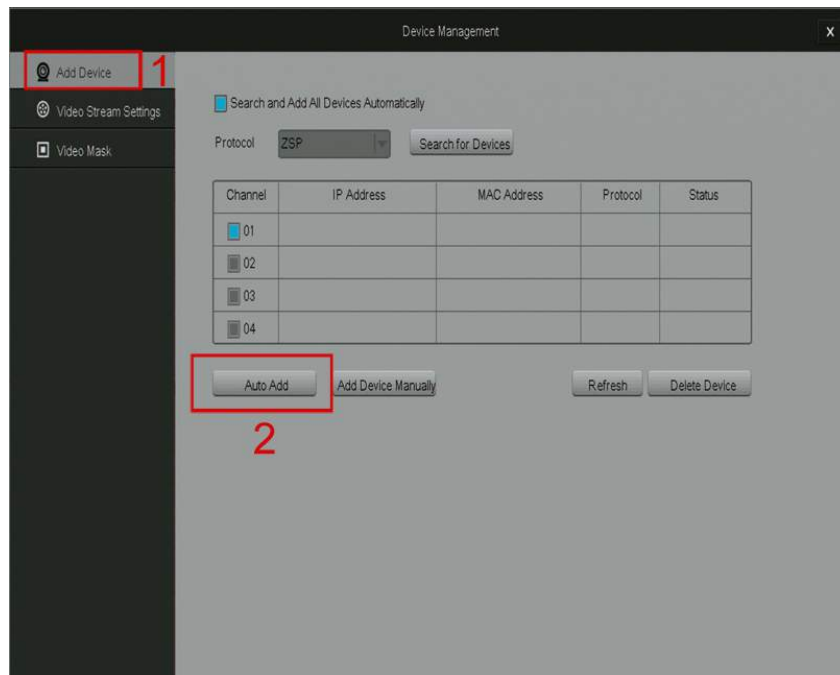 Device Management
X
Add Device
1
Video Stream Settings
Video Mask
Search and Add All Devices Automatically
Protocol ZSP Search for Devices
Channel IP Address MAC Address Protocol Status
01
02
03
04
Auto Add Add Device Manually Refresh Delete Device
2